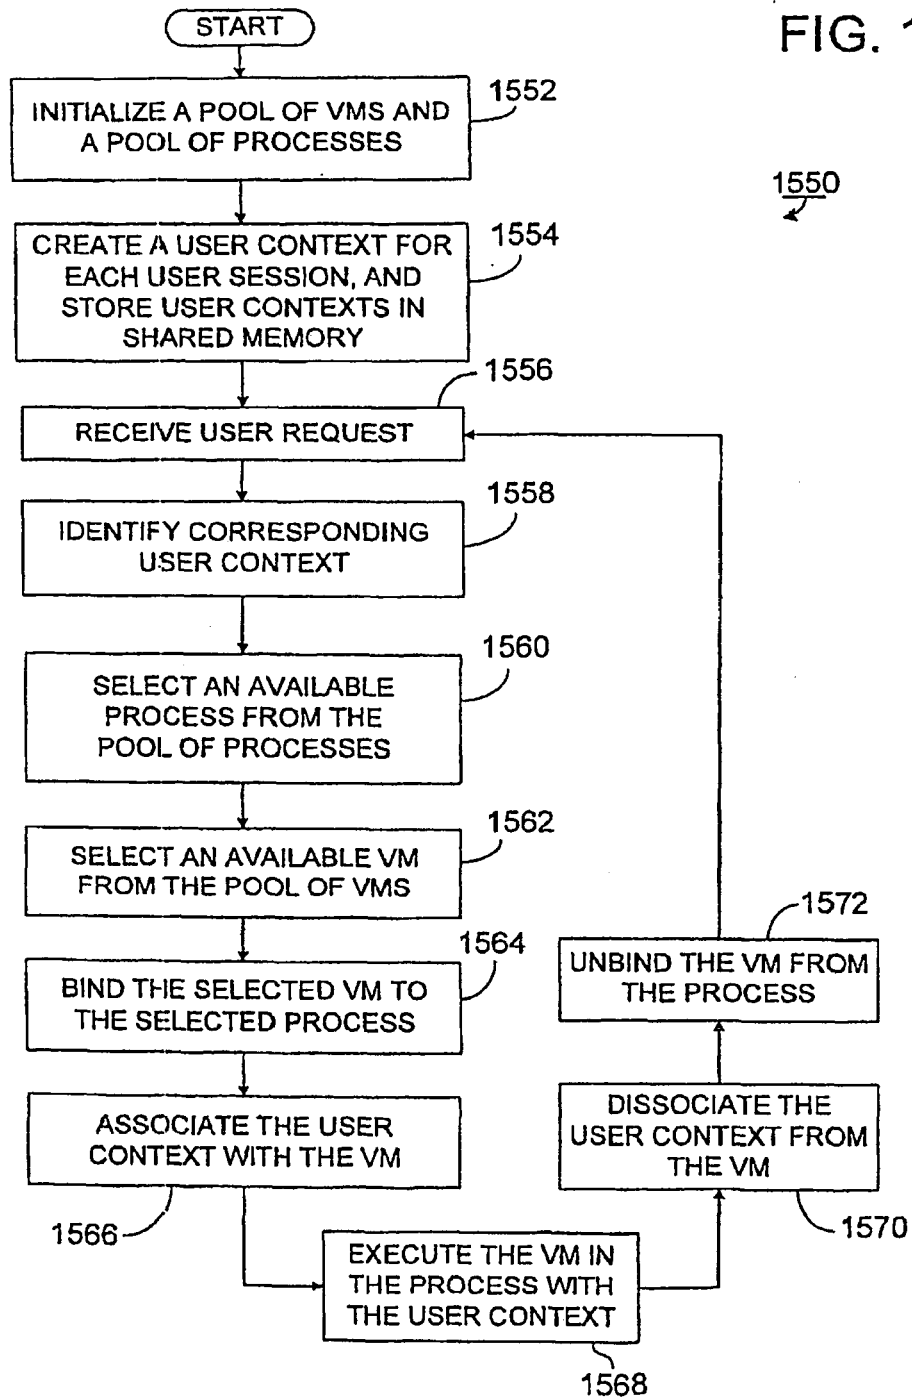 START
FIG. 1
INITIALIZE A POOL OF VMS AND
A POOL OF PROCESSES
1552
1550
CREATE A USER CONTEXT FOR
EACH USER SESSION, AND
STORE USER CONTEXTS IN
SHARED MEMORY
1554
1556
RECEIVE USER REQUEST
1558
IDENTIFY CORRESPONDING
USER CONTEXT
1560
SELECT AN AVAILABLE
PROCESS FROM THE
POOL OF PROCESSES
1562
SELECT AN AVAILABLE VM
FROM THE POOL OF VMS
1564
BIND THE SELECTED VM TO
THE SELECTED PROCESS
ASSOCIATE THE USER
CONTEXT WITH THE VM
1566
EXECUTE THE VM IN
THE PROCESS WITH
THE USER CONTEXT
1568
DISSOCIATE THE
USER CONTEXT FROM
THE VM
1570
1572
UNBIND THE VM FROM
THE PROCESS